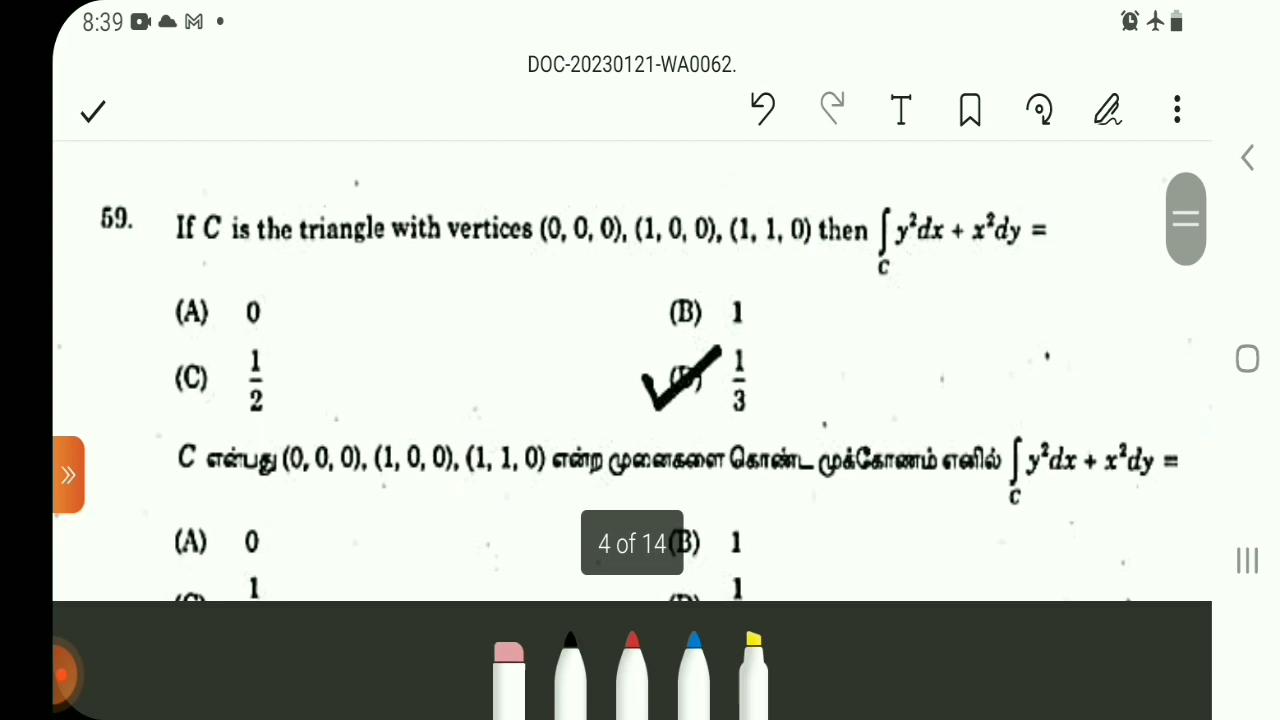 8:39
DOC-20230121-WA0062.
59. If C is the triangle with vertices (0, 0, 0), (1, 0, 0), (1, 1, 0) then ∫C y²dx + x²dy =
(A) 0 (B) 1
(C) 1/2 (D) 1/3
C என்பது (0, 0, 0), (1, 0, 0), (1, 1, 0) என்ற முனைகளை கொண்ட முக்கோணம் எனில் ∫C y²dx + x²dy =
(A) 0 (B) 1
4 of 14
1 1